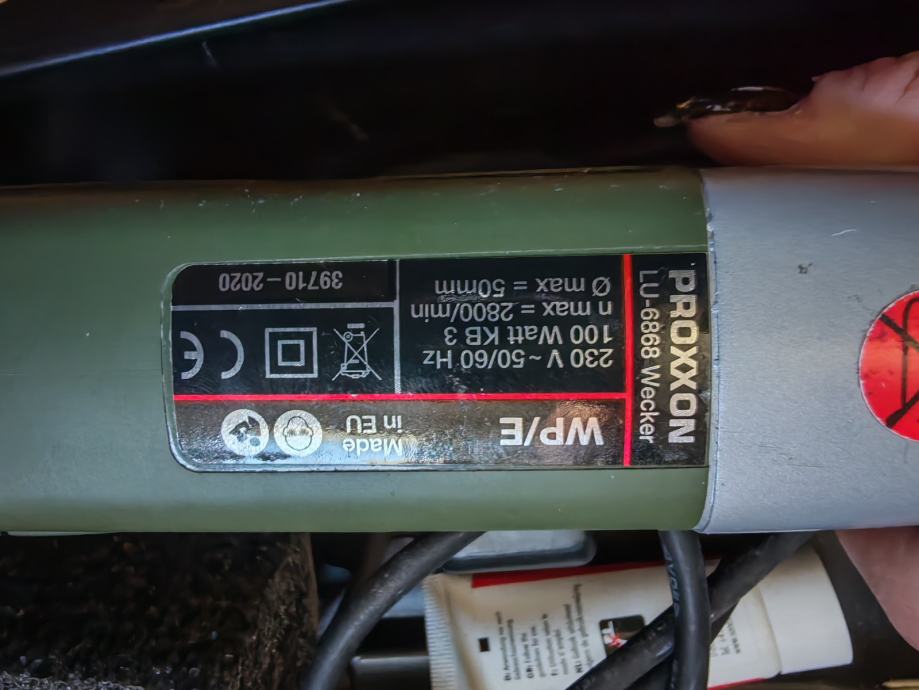 PROXXON
LU-6868 Wecker
WP/E
Made
in EU
230 V ~ 50/60 Hz
100 Watt KB 3
n max = 2800/min
Ø max = 50mm
CE
39710 – 2020